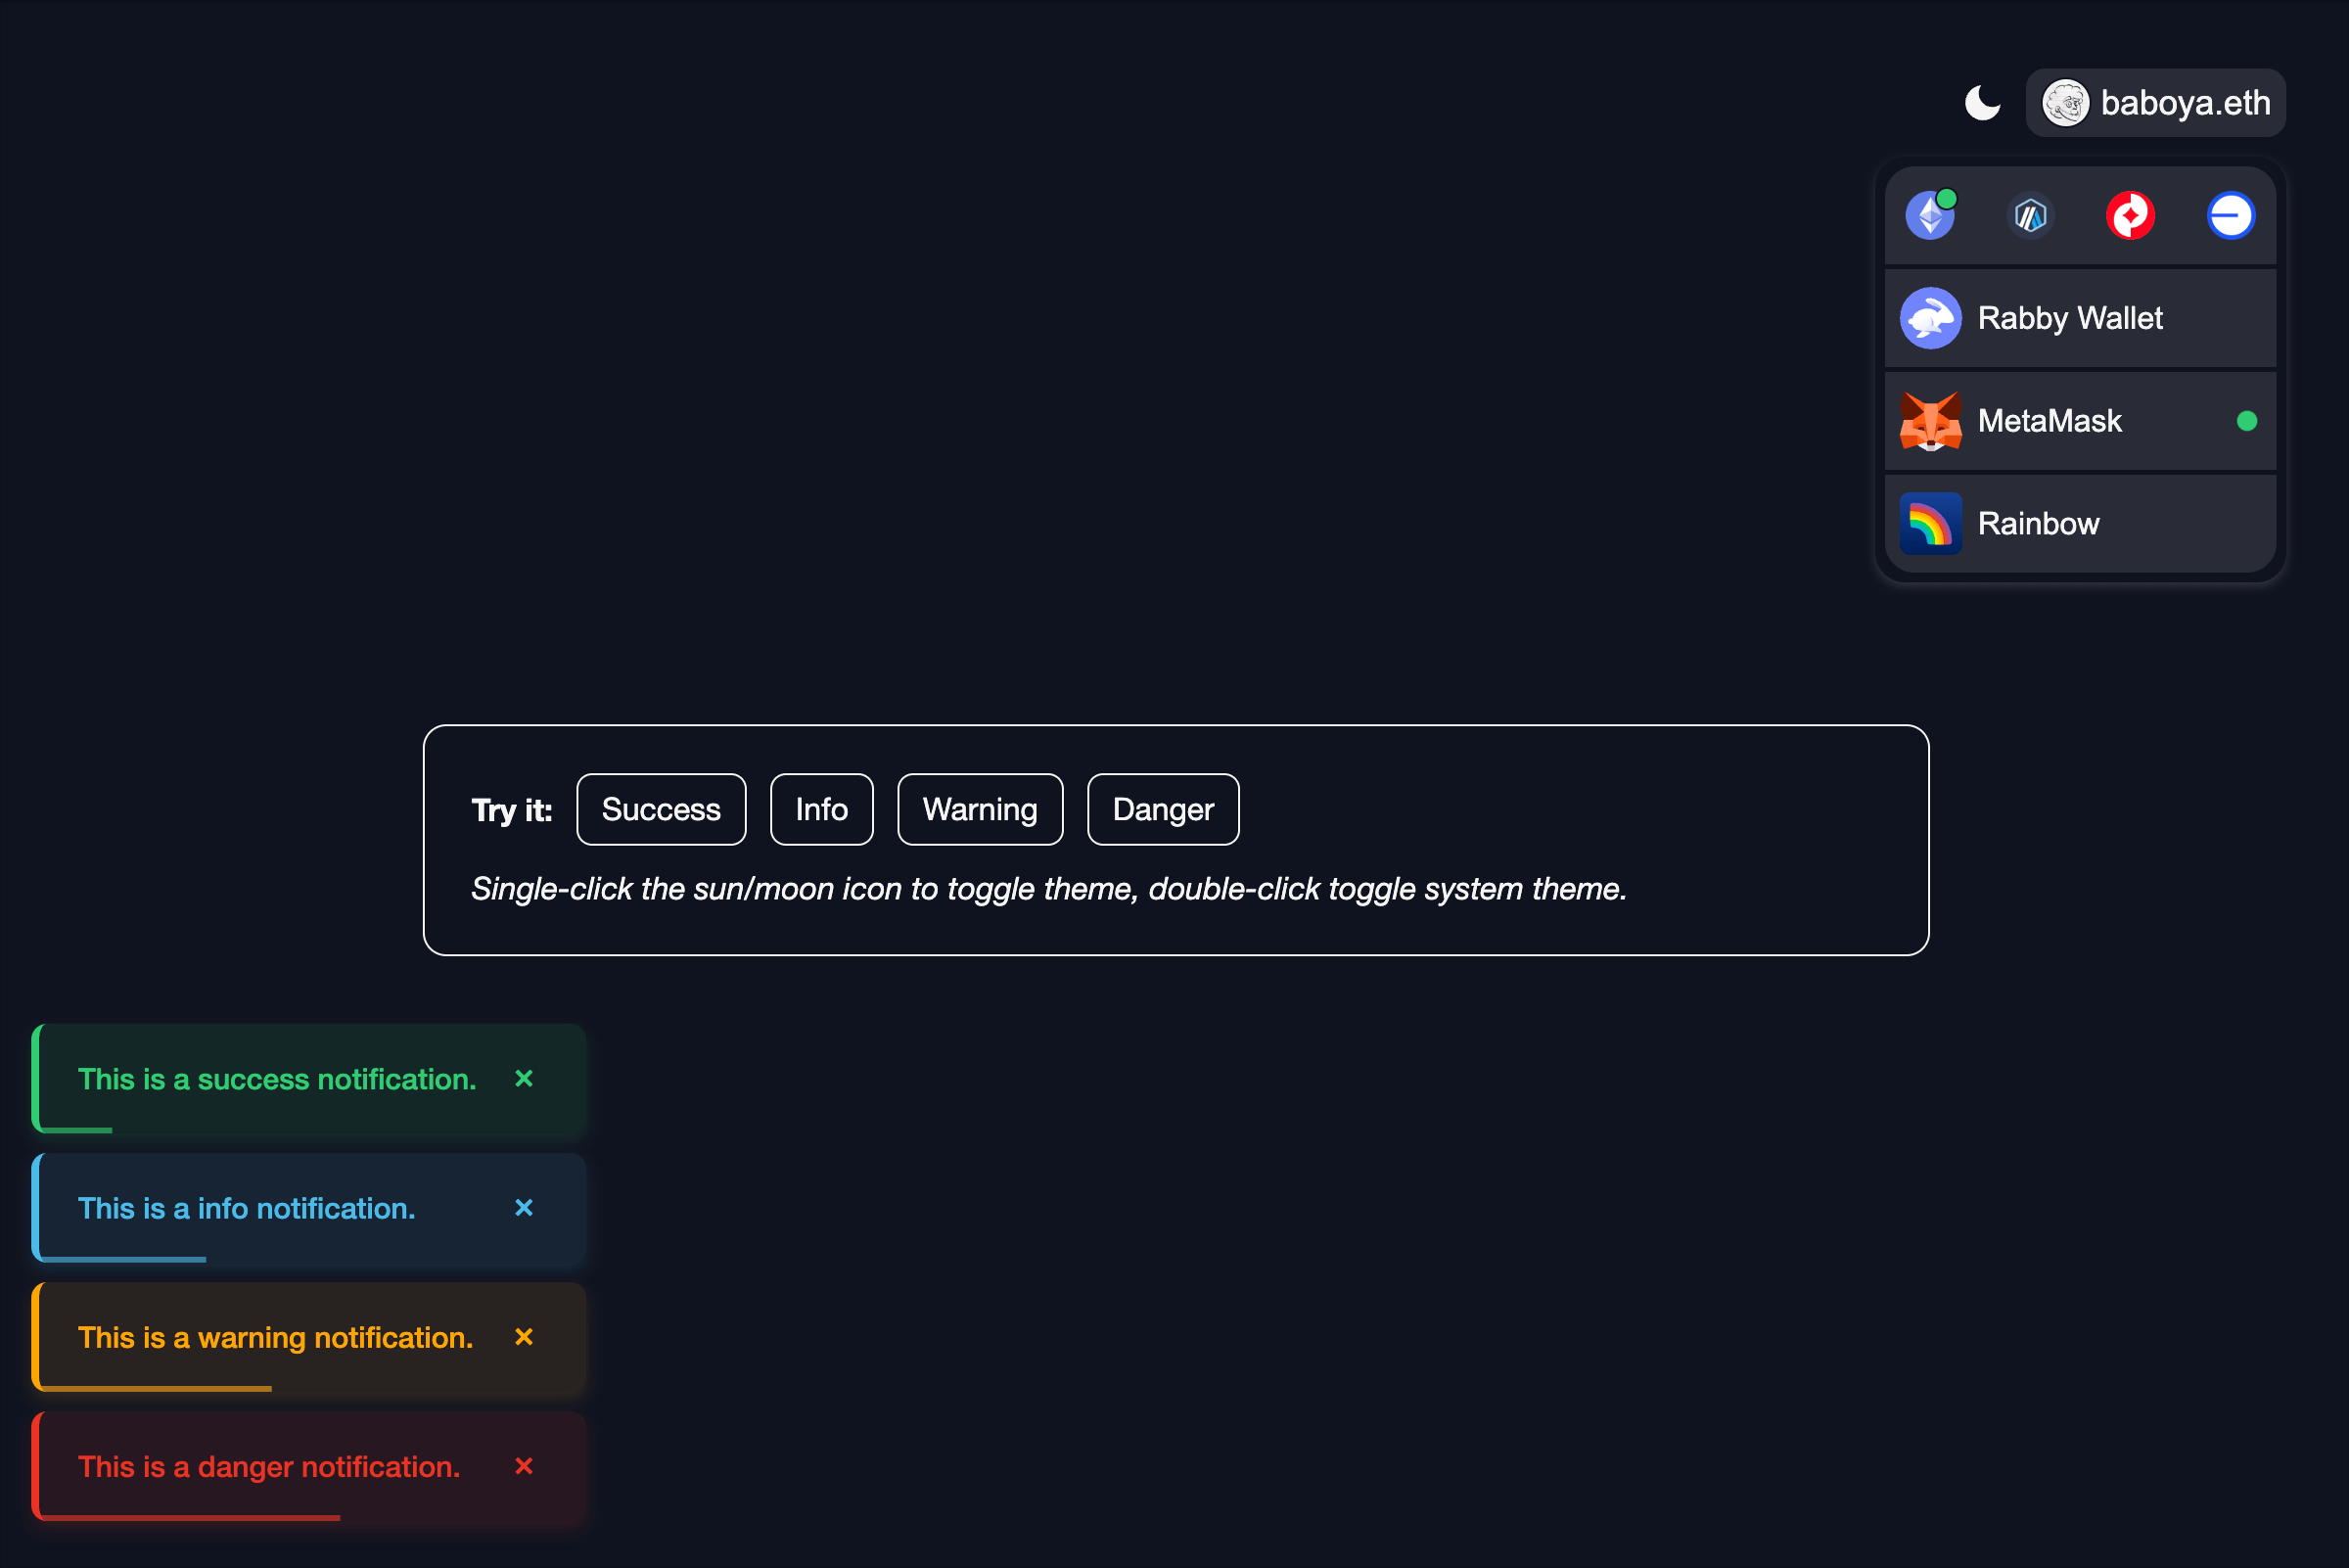 baboya.eth
Rabby Wallet
MetaMask
Rainbow
Try it: Success Info Warning Danger
Single-click the sun/moon icon to toggle theme, double-click toggle system theme.
This is a success notification. ×
This is a info notification. ×
This is a warning notification. ×
This is a danger notification. ×